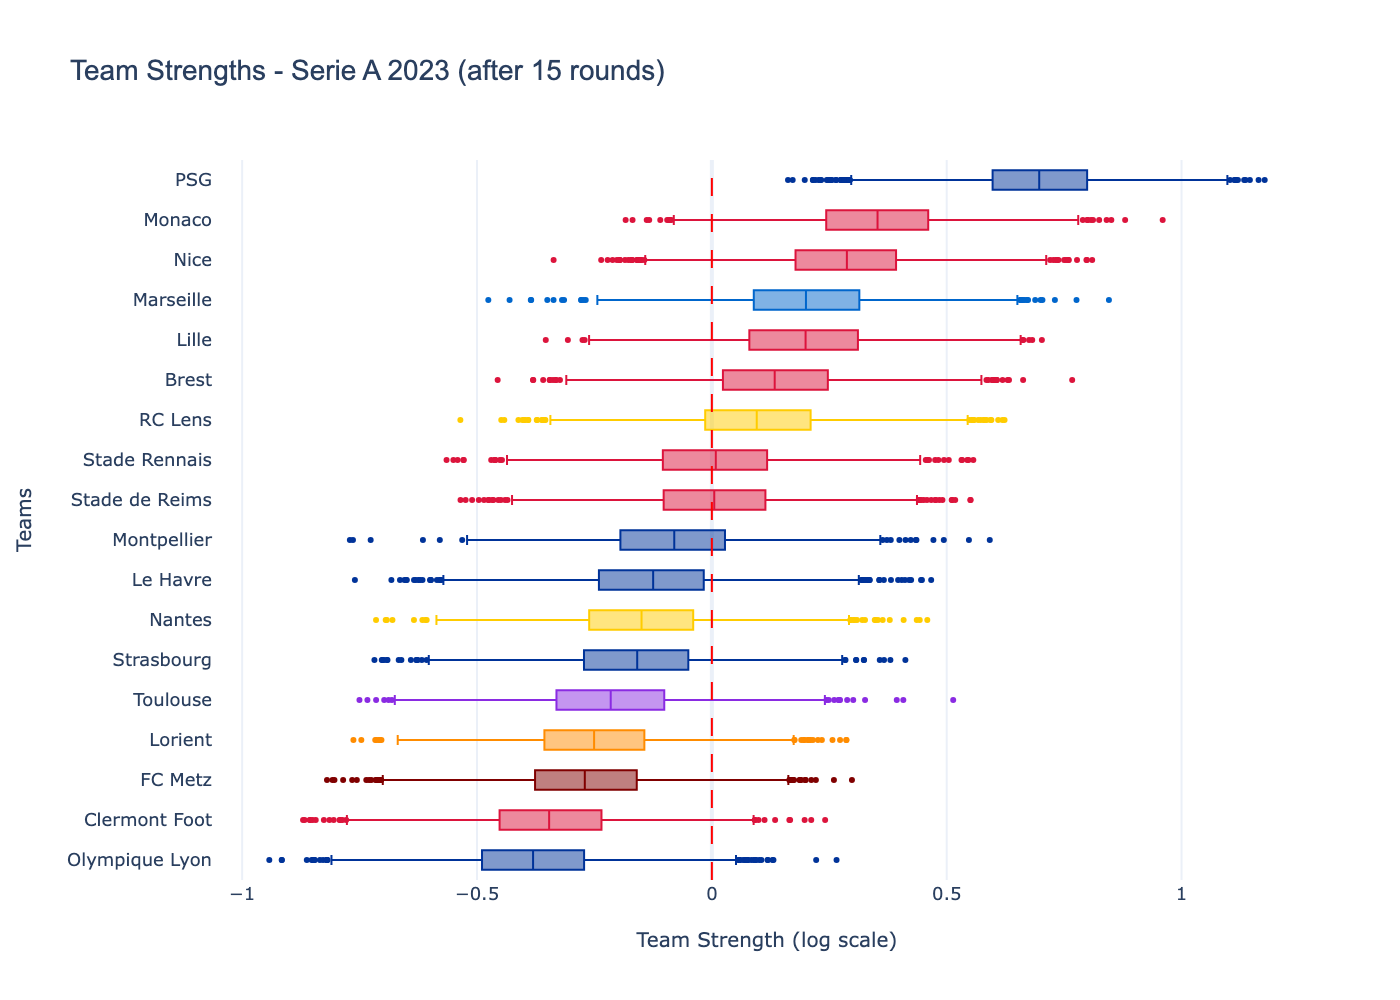 Team Strengths - Serie A 2023 (after 15 rounds)
PSG
Monaco
Nice
Marseille
Lille
Brest
RC Lens
Stade Rennais
Stade de Reims
Montpellier
Le Havre
Nantes
Strasbourg
Toulouse
Lorient
FC Metz
Clermont Foot
Olympique Lyon
Teams
−1 −0.5 0 0.5 1
Team Strength (log scale)